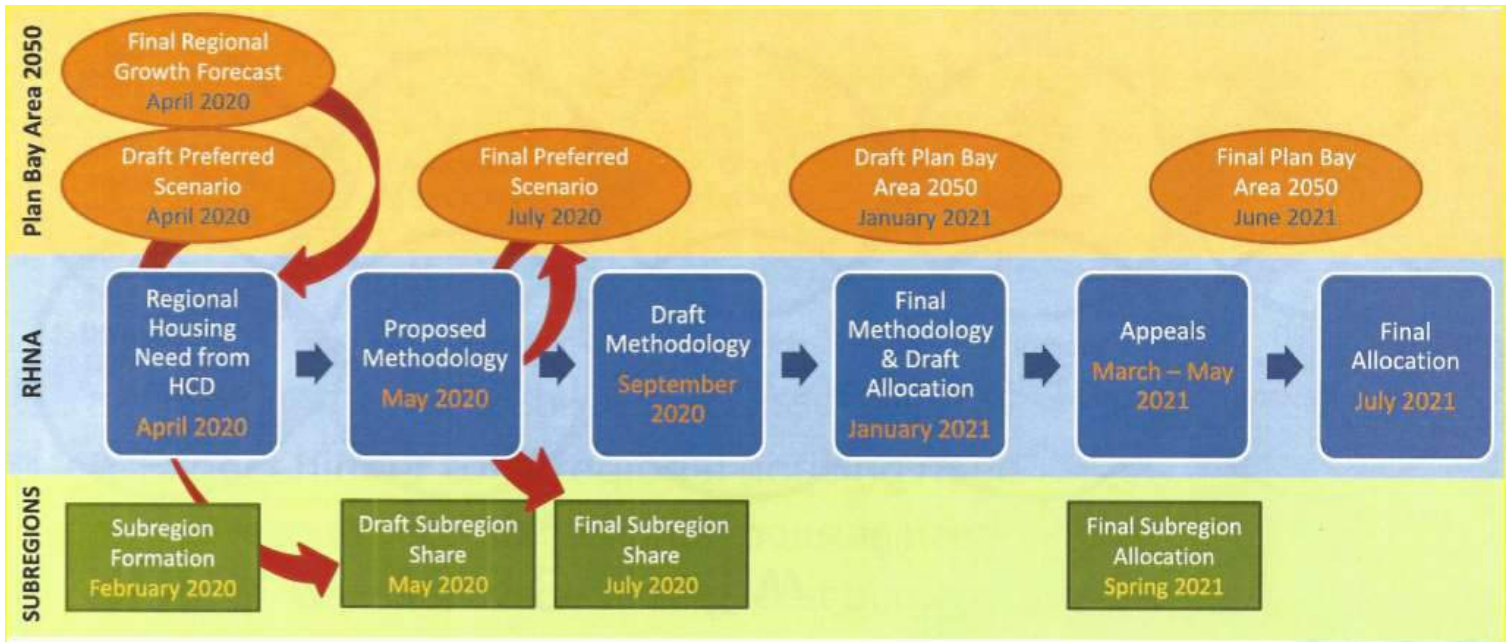 Plan Bay Area 2050
Final Regional
Growth Forecast
April 2020
Draft Preferred
Scenario
April 2020
Final Preferred
Scenario
July 2020
Draft Plan Bay
Area 2050
January 2021
Final Plan Bay
Area 2050
June 2021
RHNA
Regional
Housing
Need from
HCD
April 2020
Proposed
Methodology
May 2020
Draft
Methodology
September
2020
Final
Methodology
& Draft
Allocation
January 2021
Appeals
March – May
2021
Final
Allocation
July 2021
SUBREGIONS
Subregion
Formation
February 2020
Draft Subregion
Share
May 2020
Final Subregion
Share
July 2020
Final Subregion
Allocation
Spring 2021